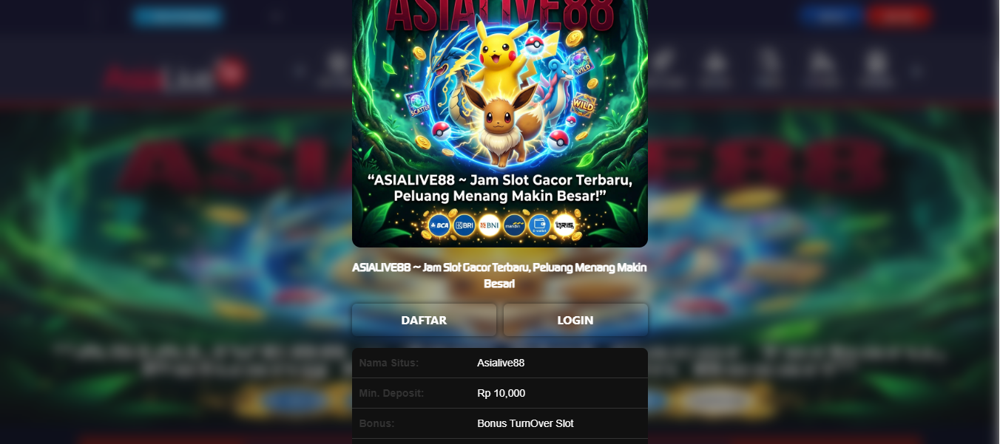 ASIALIVE88
WILD
SCATTER
WILD
“ASIALIVE88 ~ Jam Slot Gacor Terbaru,
Peluang Menang Makin Besar!”
BCA BRI BNI mandiri E-wallet QRIS
ASIALIVE88 ~ Jam Slot Gacor Terbaru, Peluang Menang Makin
Besar!
DAFTAR LOGIN
Nama Situs: Asialive88
Min. Deposit: Rp 10,000
Bonus: Bonus TurnOver Slot